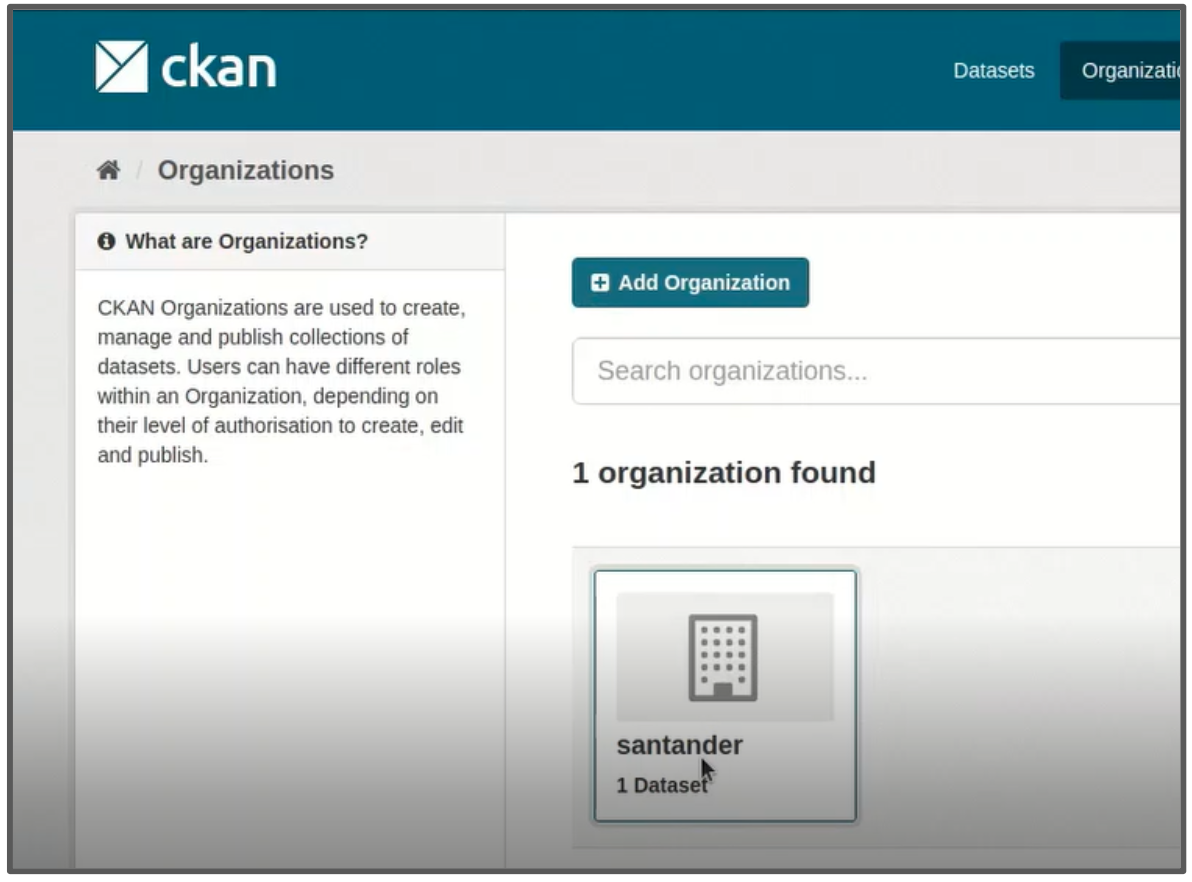 ckan
Datasets
Organizatio
/ Organizations
What are Organizations?
CKAN Organizations are used to create,
manage and publish collections of
datasets. Users can have different roles
within an Organization, depending on
their level of authorisation to create, edit
and publish.
Add Organization
Search organizations...
1 organization found
santander
1 Dataset